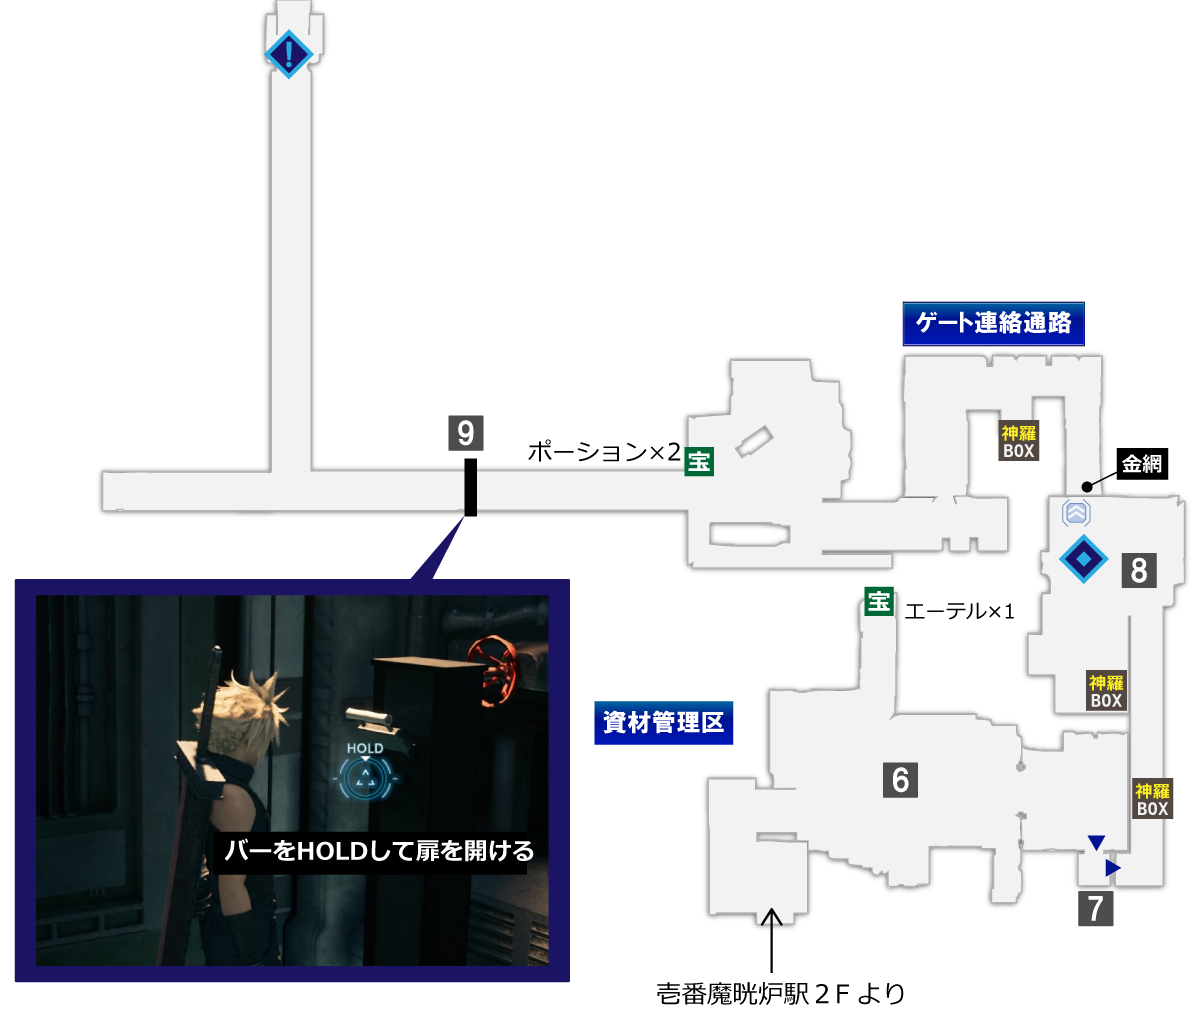 !
ゲート連絡通路
9
ポーション×2
宝
神羅
BOX
金網
8
宝
エーテル×1
神羅
BOX
資材管理区
6
神羅
BOX
HOLD
バーをHOLDして扉を開ける
7
壱番魔晄炉駅2Fより